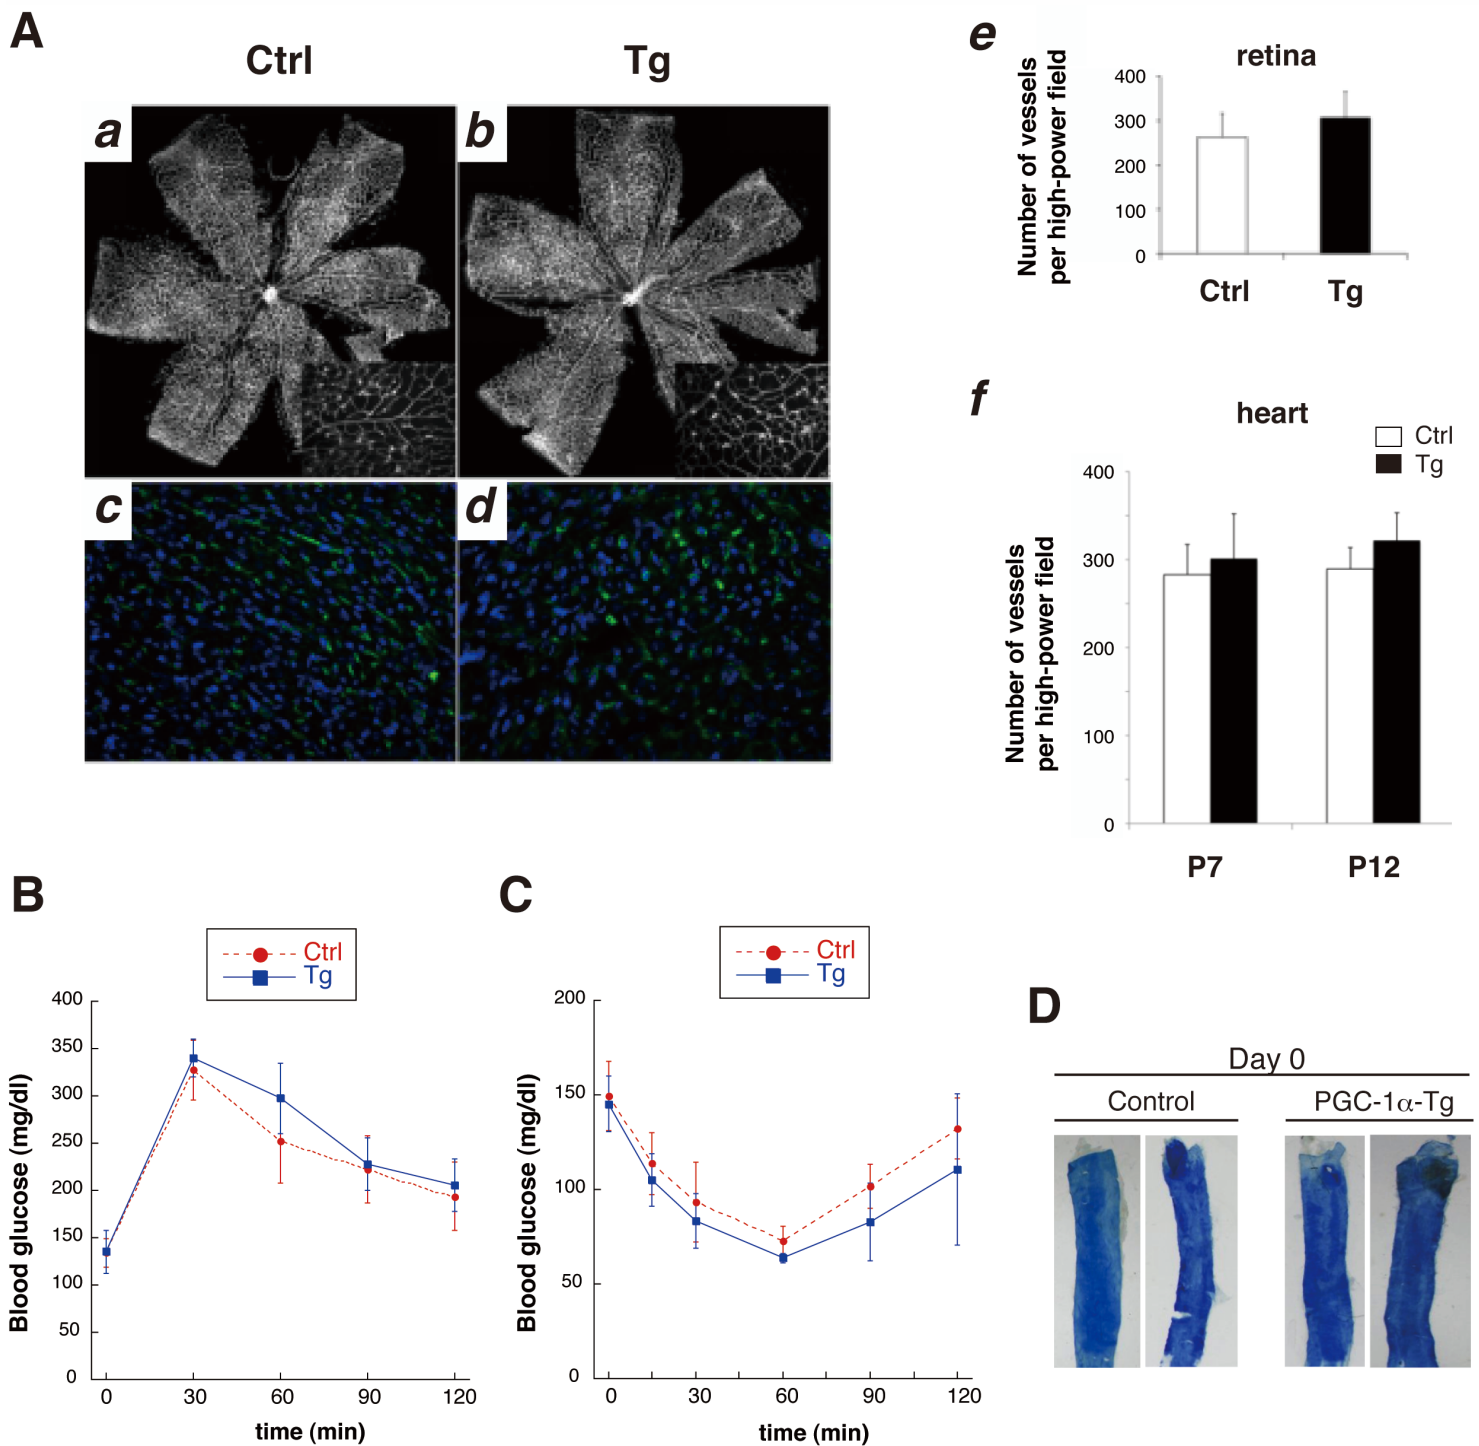 A
Ctrl
Tg
a
b
c
d
e
retina
Number of vessels
per high-power field
400
300
200
100
0
Ctrl
Tg
f
heart
Ctrl
Tg
Number of vessels
per high-power field
400
300
200
100
0
P7
P12
B
Ctrl
Tg
Blood glucose (mg/dl)
400
350
300
250
200
150
100
50
0
0 30 60 90 120
time (min)
C
Ctrl
Tg
Blood glucose (mg/dl)
200
150
100
50
0
0 30 60 90 120
time (min)
D
Day 0
Control
PGC-1α-Tg